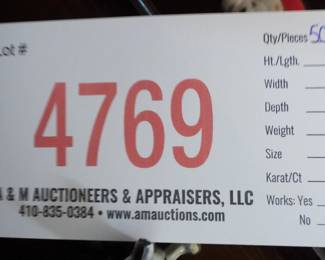 Lot #
4769
A & M AUCTIONEERS & APPRAISERS, LLC
410-835-0384 • www.amauctions.com
Qty/Pieces 50
Ht./Lgth.
Width
Depth
Weight
Size
Karat/Ct
Works: Yes
No